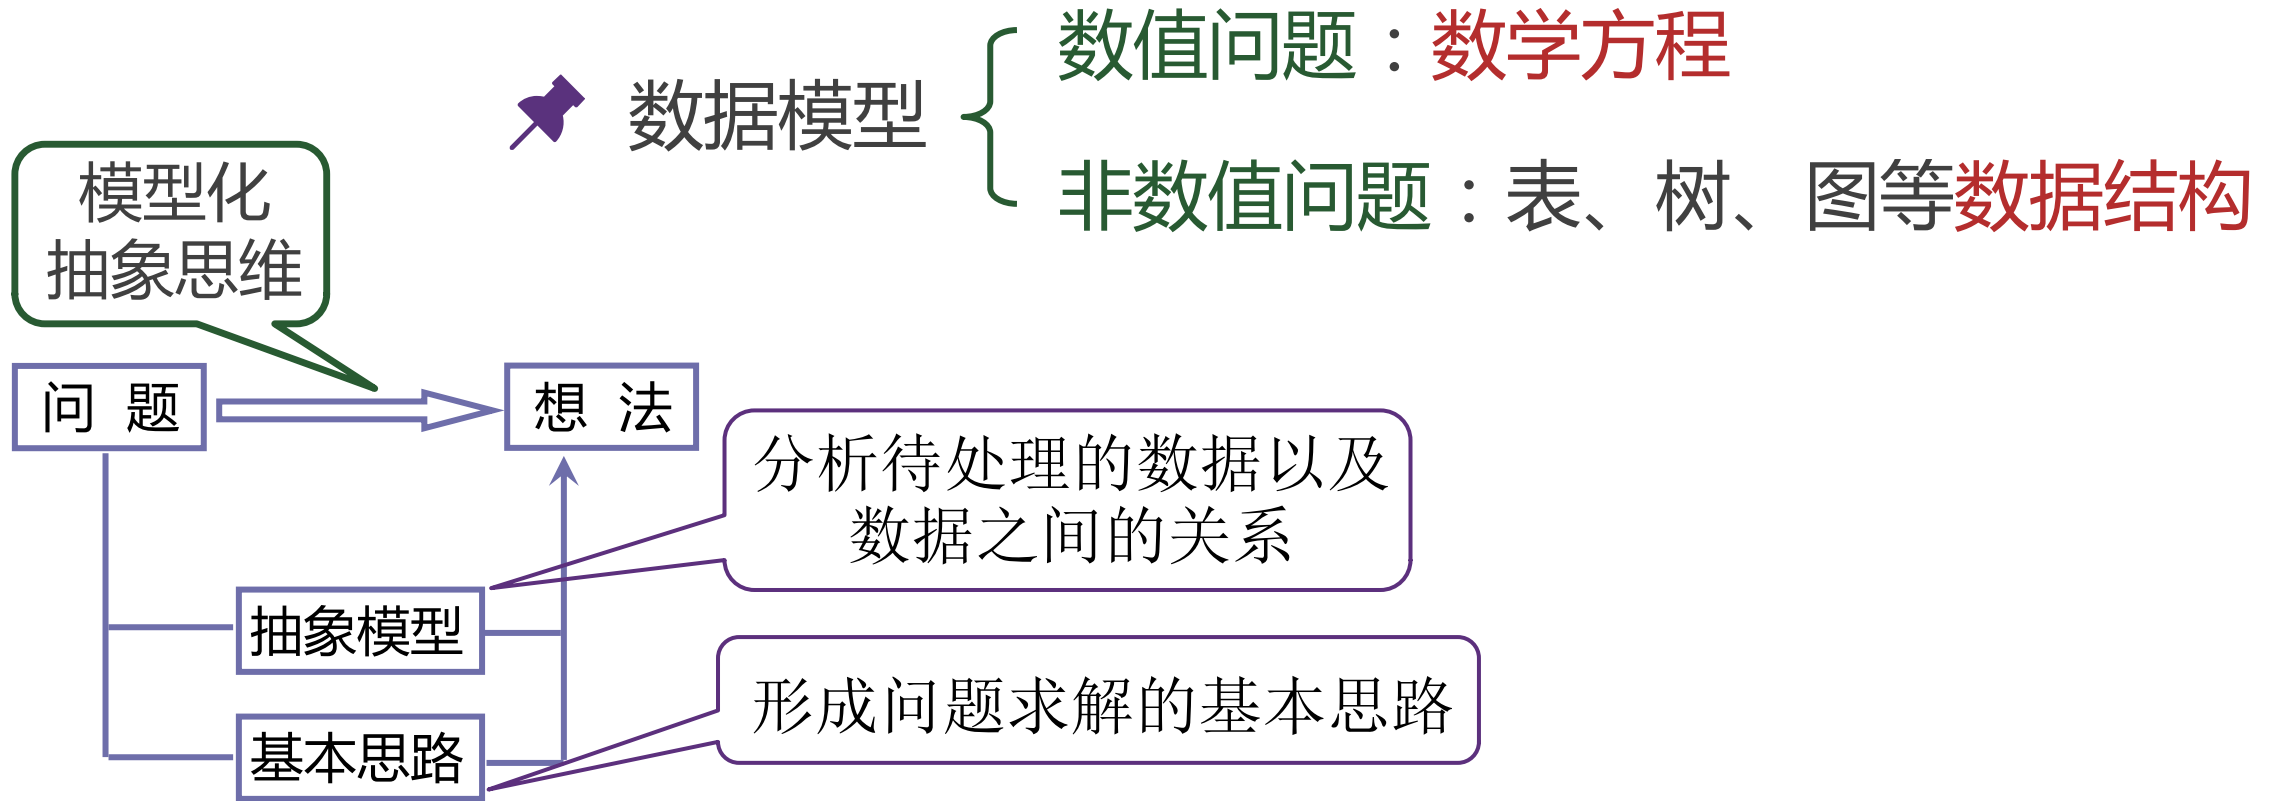 数值问题：数学方程
数据模型
非数值问题：表、树、图等数据结构
模型化
抽象思维
问 题
想 法
分析待处理的数据以及
数据之间的关系
抽象模型
形成问题求解的基本思路
基本思路